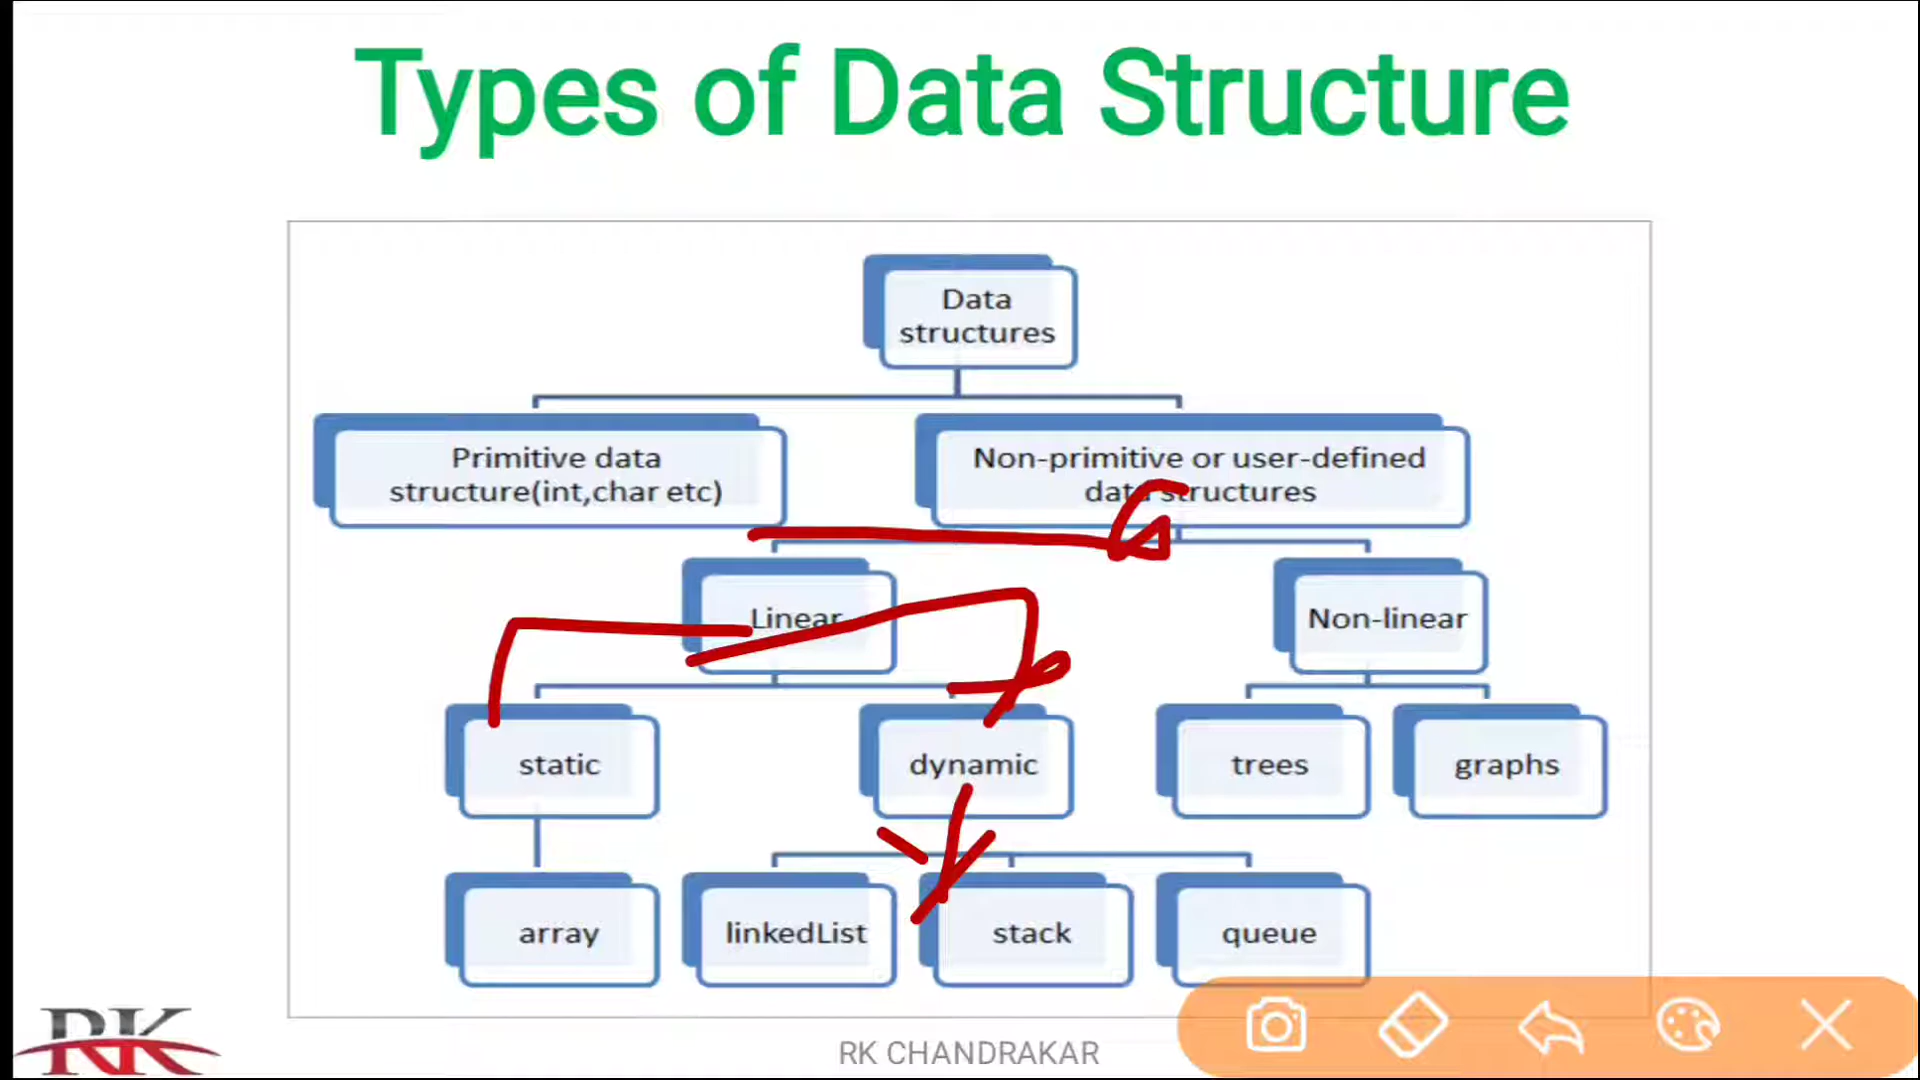 Types of Data Structure
Data
structures
Primitive data
structure(int,char etc)
Non-primitive or user-defined
data structures
Linear
Non-linear
static
dynamic
trees
graphs
array
linkedList
stack
queue
RK
RK CHANDRAKAR